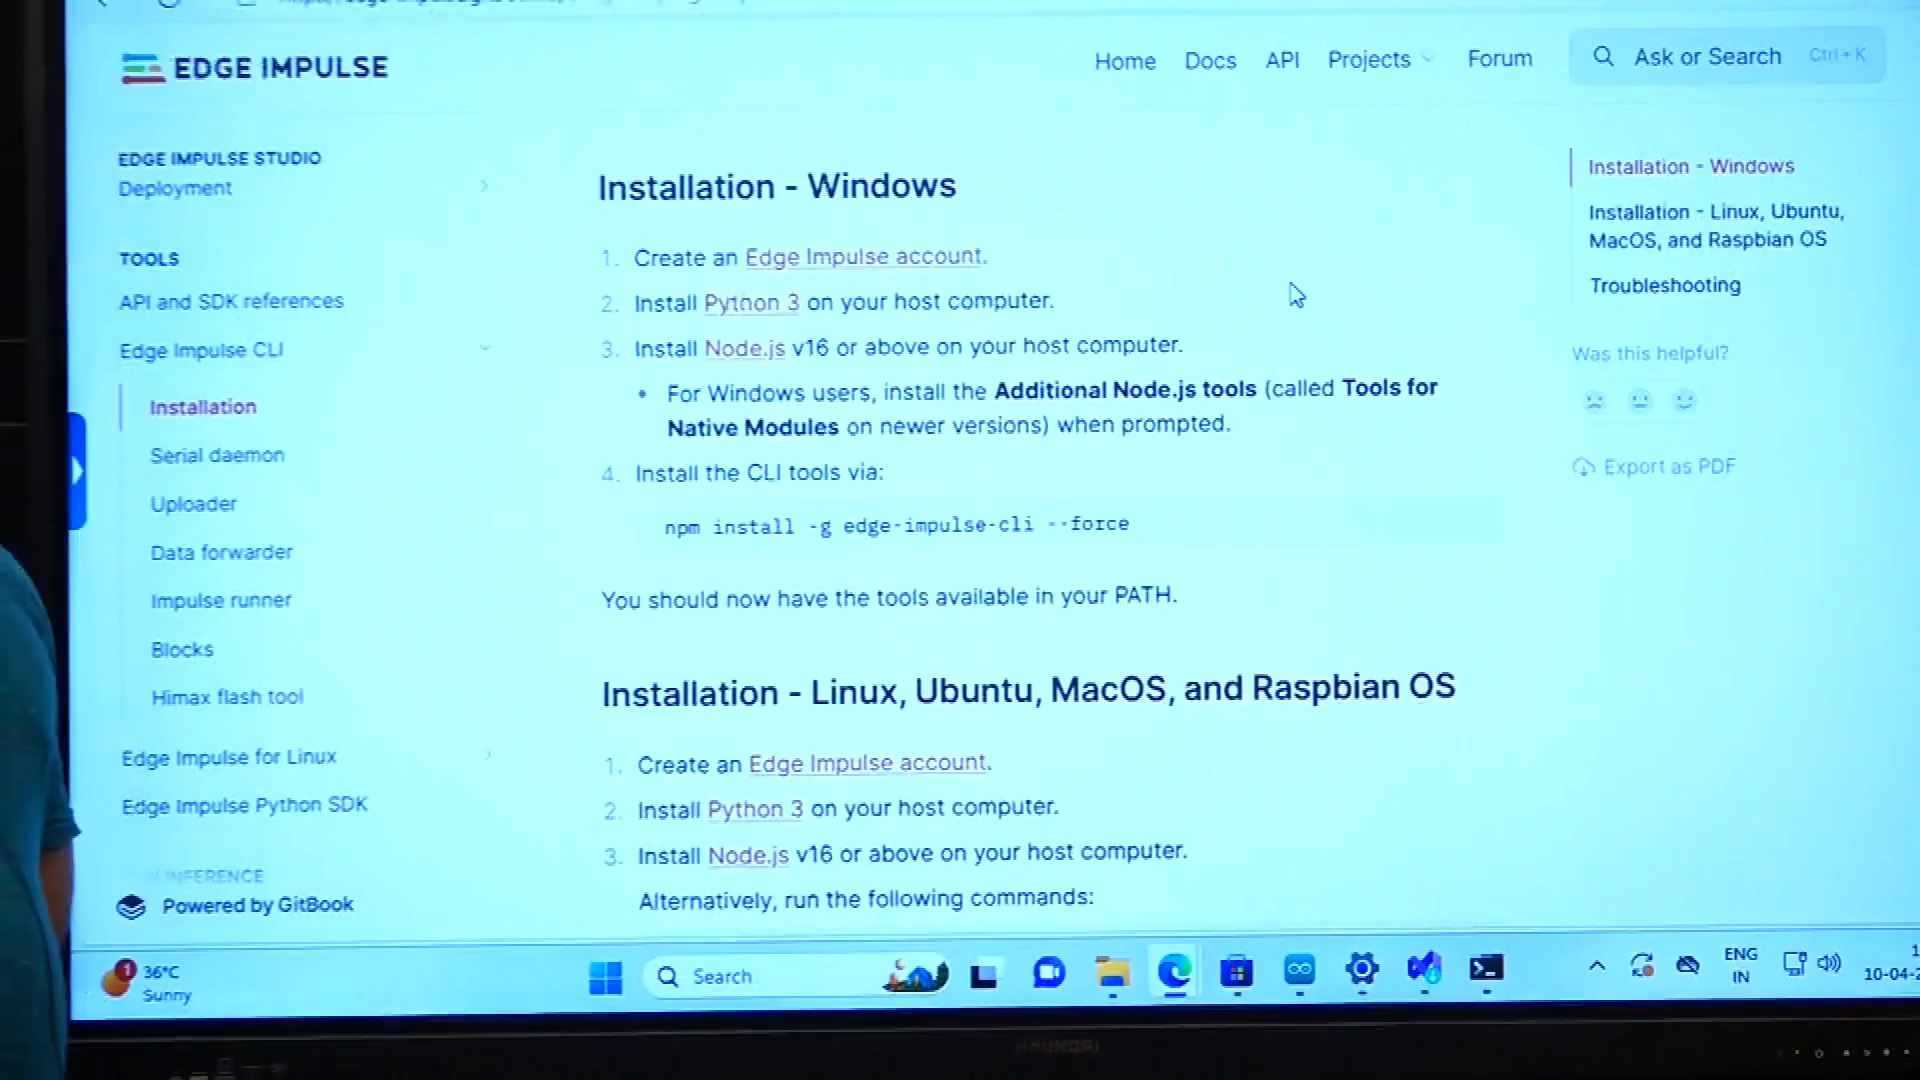 EDGE IMPULSE
Home
Docs
API
Projects
Forum
Ask or Search
Ctrl + K
EDGE IMPULSE STUDIO
Deployment
TOOLS
API and SDK references
Edge Impulse CLI
Installation
Serial daemon
Uploader
Data forwarder
Impulse runner
Blocks
Himax flash tool
Edge Impulse for Linux
Edge Impulse Python SDK
INFERENCE
Powered by GitBook
Installation - Windows
1. Create an Edge Impulse account.
2. Install Python 3 on your host computer.
3. Install Node.js v16 or above on your host computer.
• For Windows users, install the Additional Node.js tools (called Tools for
Native Modules on newer versions) when prompted.
4. Install the CLI tools via:
npm install -g edge-impulse-cli --force
You should now have the tools available in your PATH.
Installation - Linux, Ubuntu, MacOS, and Raspbian OS
1. Create an Edge Impulse account.
2. Install Python 3 on your host computer.
3. Install Node.js v16 or above on your host computer.
Alternatively, run the following commands:
Installation - Windows
Installation - Linux, Ubuntu,
MacOS, and Raspbian OS
Troubleshooting
Was this helpful?
Export as PDF
1
36°C
Sunny
Search
ENG
IN
10-04-2
HYUNDAI